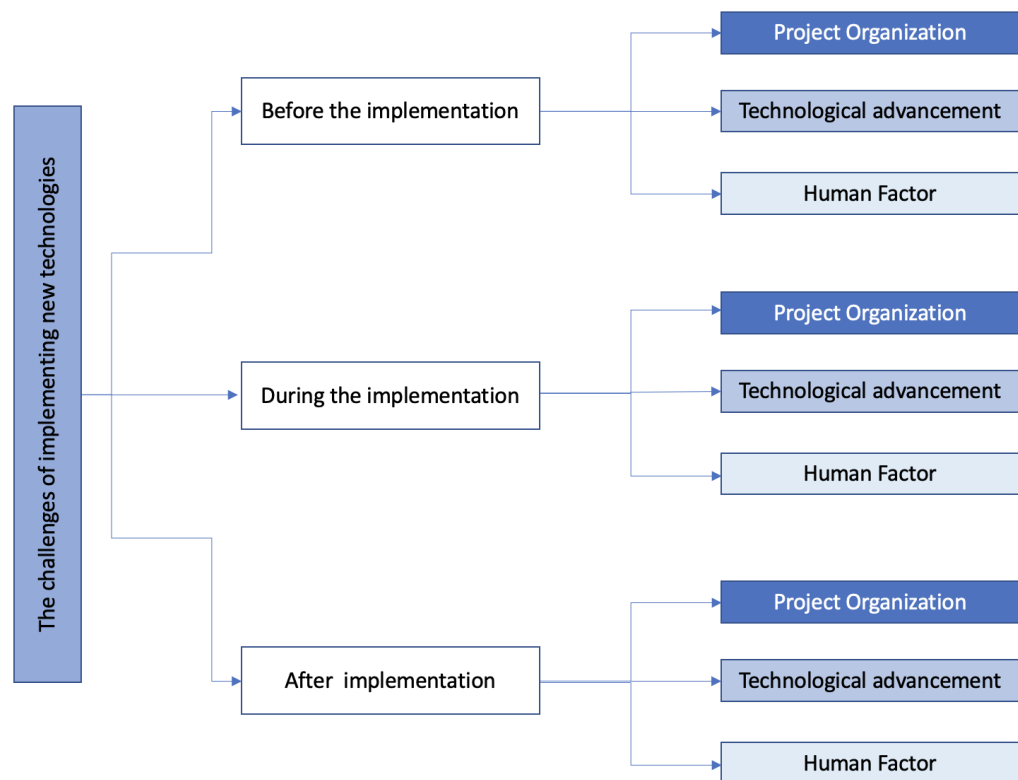 The challenges of implementing new technologies
Before the implementation
Project Organization
Technological advancement
Human Factor
During the implementation
Project Organization
Technological advancement
Human Factor
After  implementation
Project Organization
Technological advancement
Human Factor